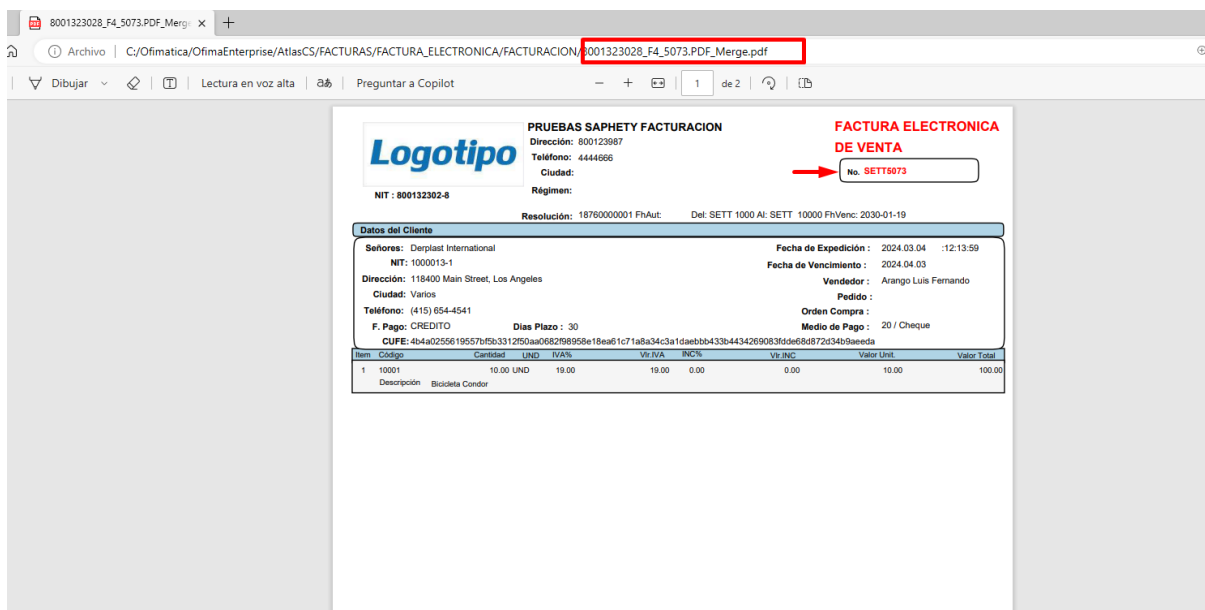 8001323028_F4_5073.PDF_Merge
Archivo | C:/Ofimatica/OfimaEnterprise/AtlasCS/FACTURAS/FACTURA_ELECTRONICA/FACTURACION/8001323028_F4_5073.PDF_Merge.pdf
Dibujar Lectura en voz alta aあ Preguntar a Copilot 1 de 2
Logotipo
NIT : 800132302-8
PRUEBAS SAPHETY FACTURACION
Dirección: 800123987
Teléfono: 4444666
Ciudad:
Régimen:
FACTURA ELECTRONICA
DE VENTA
No. SETT5073
Resolución: 18760000001 FhAut: Del: SETT 1000 Al: SETT 10000 FhVenc: 2030-01-19
Datos del Cliente
Señores: Derplast International Fecha de Expedición : 2024.03.04 :12:13:59
NIT: 1000013-1 Fecha de Vencimiento : 2024.04.03
Dirección: 118400 Main Street, Los Angeles Vendedor : Arango Luis Fernando
Ciudad: Varios Pedido :
Teléfono: (415) 654-4541 Orden Compra :
F. Pago: CREDITO Dias Plazo : 30 Medio de Pago : 20 / Cheque
CUFE: 4b4a0255619557bf5b3312f50aa0682f98958e18ea61c71a8a34c3a1daebbb433b4434269083fdde68d872d34b9aeeda
Item Código Cantidad UND IVA% Vlr.IVA INC% Vlr.INC Valor Unit. Valor Total
1 10001 10.00 UND 19.00 19.00 0.00 0.00 10.00 100.00
Descripción Bicicleta Condor